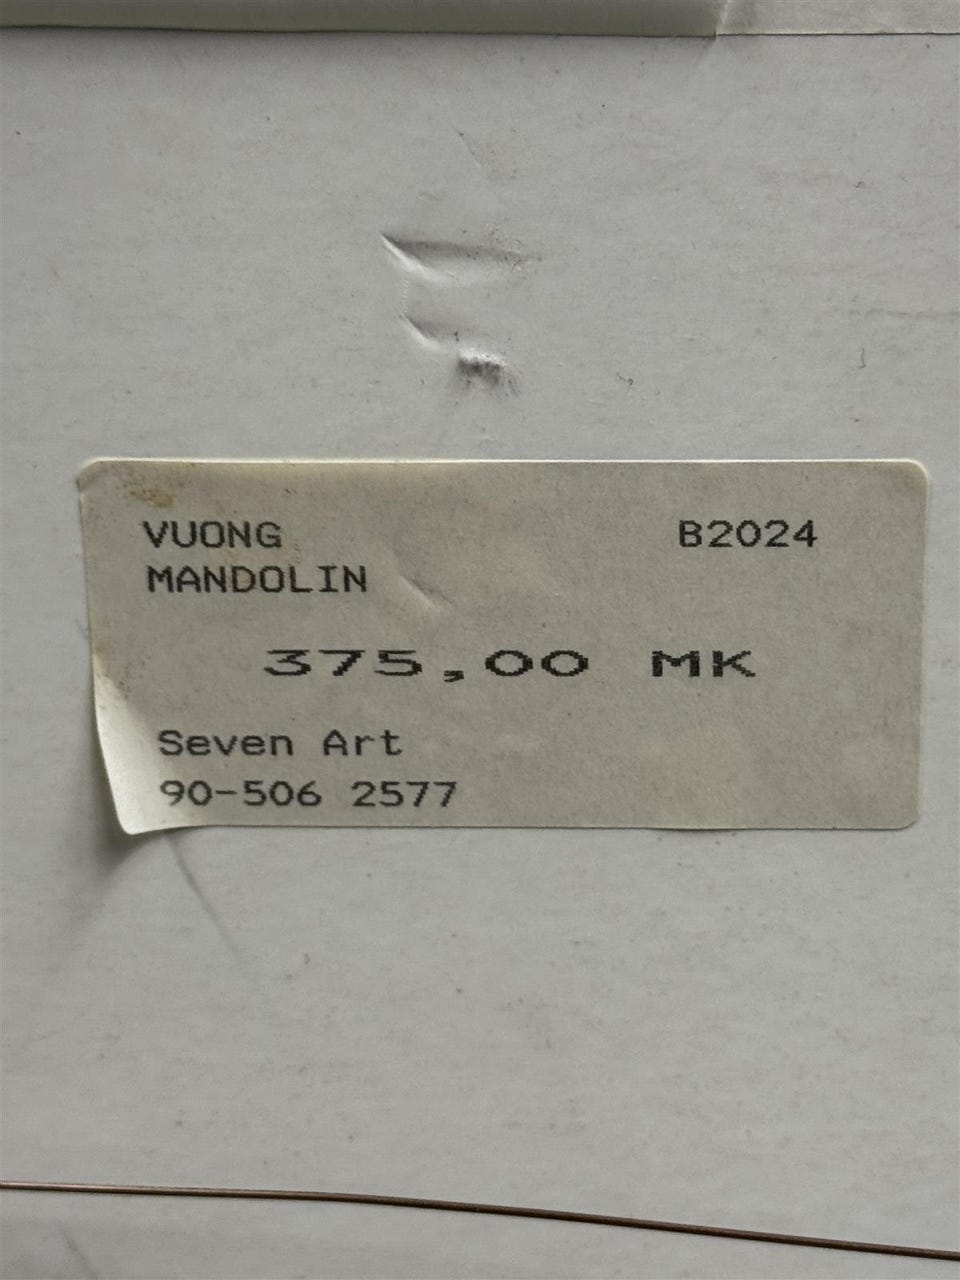 VUONG B2024
MANDOLIN
375,00 MK
Seven Art
90-506 2577